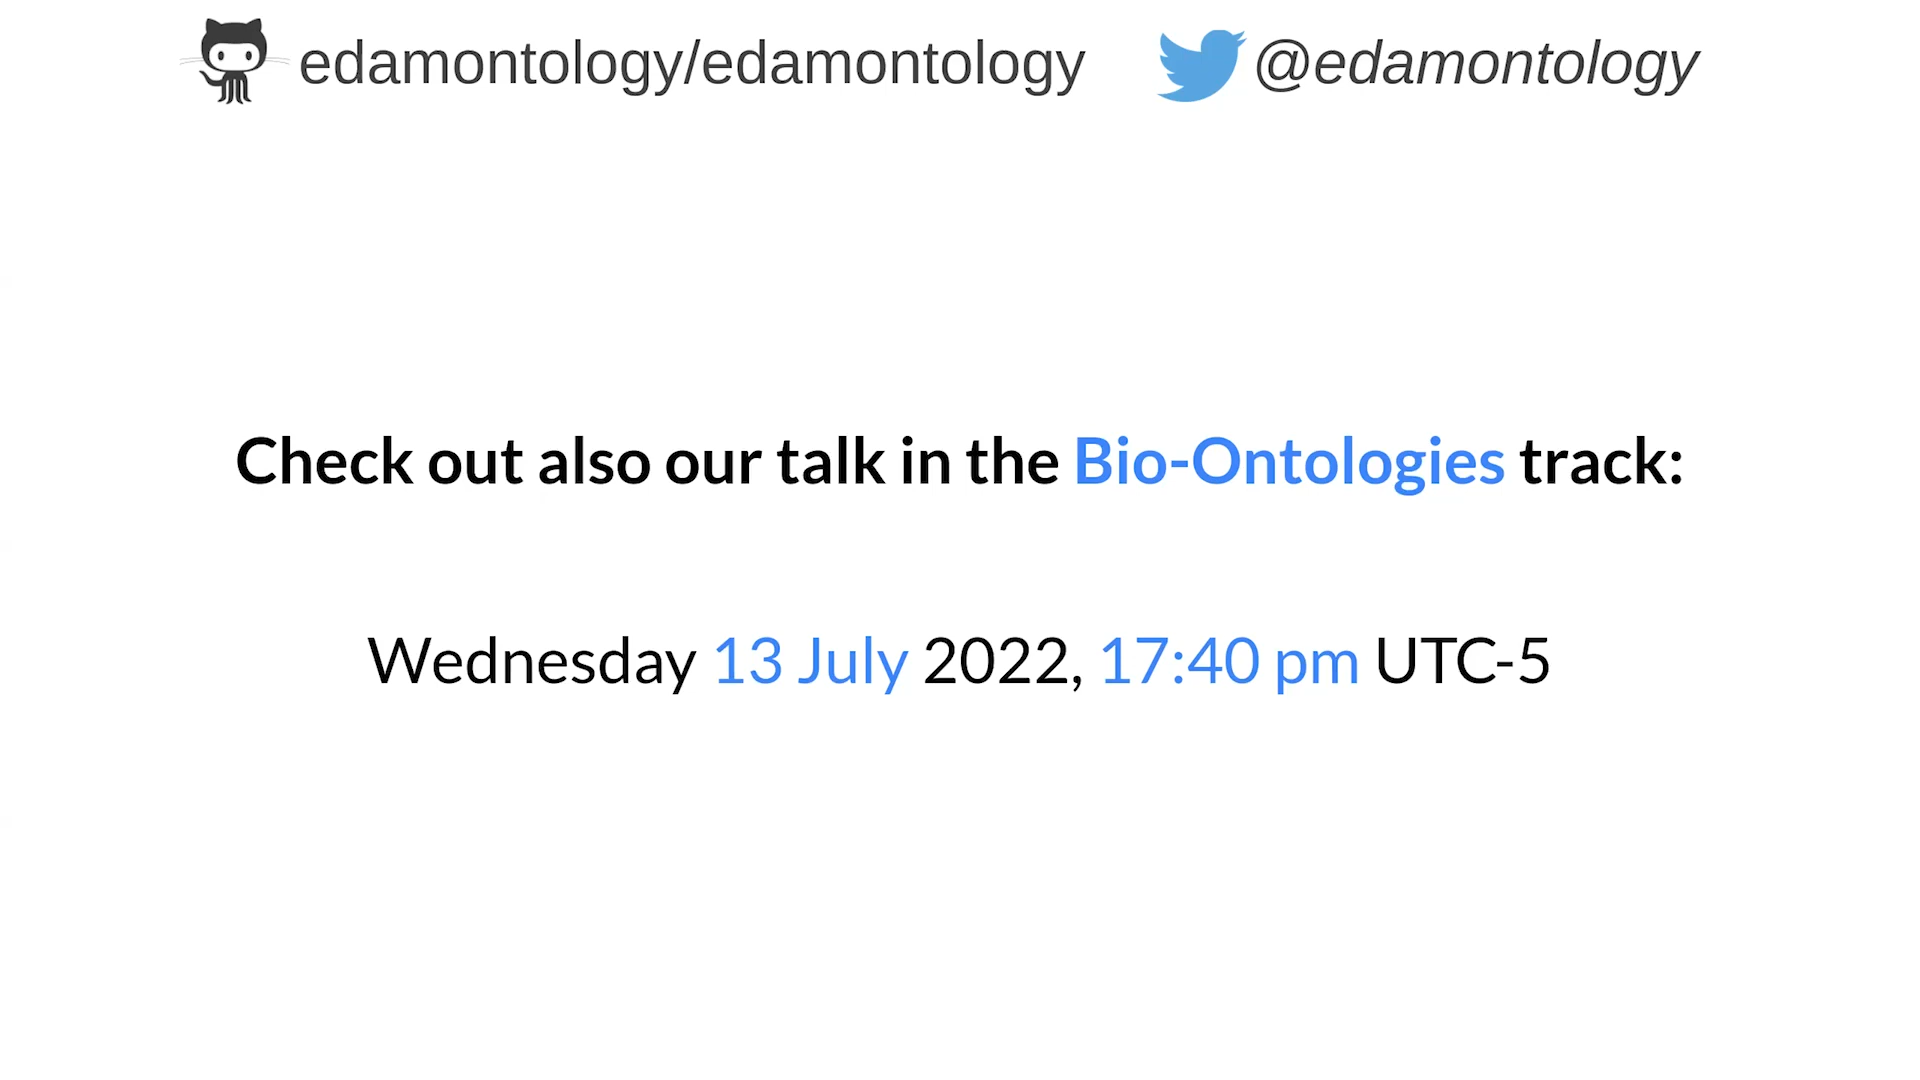 edamontology/edamontology @edamontology
Check out also our talk in the Bio-Ontologies track:
Wednesday 13 July 2022, 17:40 pm UTC-5